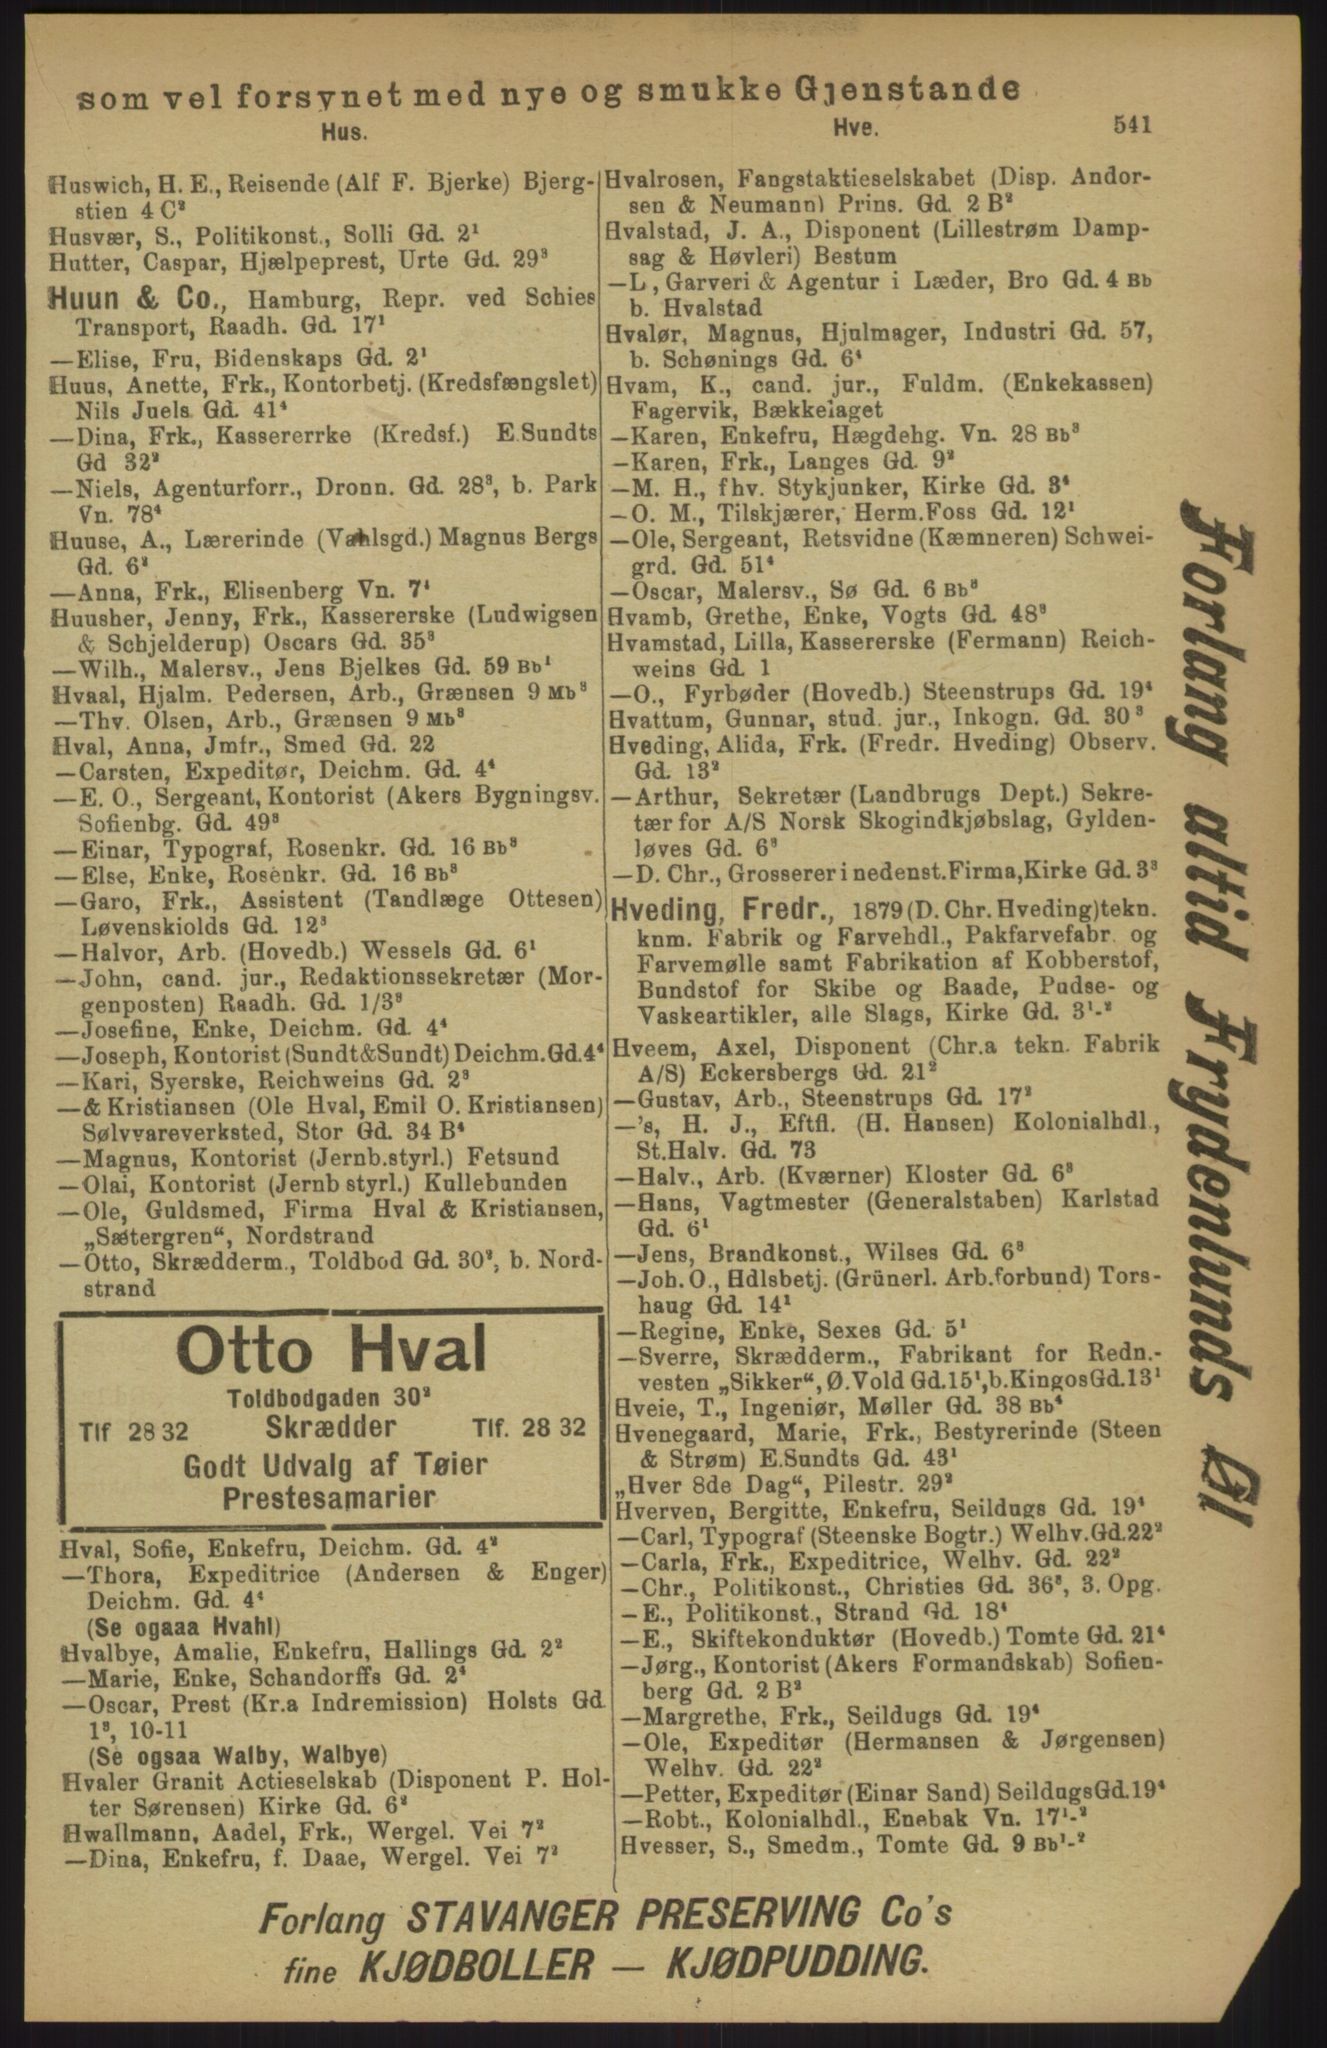 som vel forsynet med nye og smukke Gjenstande
Hus.
Hve.
541
Huswich, H. E., Reisende (Alf F. Bjerke) Bjerg-
stien 4 C²
Husvær, S., Politikonst., Solli Gd. 2¹
Hutter, Caspar, Hjælpeprest, Urte Gd. 29³
Huun & Co., Hamburg, Repr. ved Schies
Transport, Raadh. Gd. 17¹
—Elise, Fru, Bidenskaps Gd. 2¹
Huus, Anette, Frk., Kontorbetj. (Kredsfængslet)
Nils Juels Gd. 41⁴
—Dina, Frk., Kassererrke (Kredsf.) E.Sundts
Gd 32²
—Niels, Agenturforr., Dronn. Gd. 28³, b. Park
Vn. 78⁴
Huuse, A., Lærerinde (Vahlsgd.) Magnus Bergs
Gd. 6²
—Anna, Frk., Elisenberg Vn. 7⁴
Huusher, Jenny, Frk., Kassererske (Ludwigsen
& Schjelderup) Oscars Gd. 35³
—Wilh., Malersv., Jens Bjelkes Gd. 59 Bb¹
Hvaal, Hjalm. Pedersen, Arb., Grænsen 9 Mb³
—Thv. Olsen, Arb., Grænsen 9 Mb³
Hval, Anna, Jmfr., Smed Gd. 22
—Carsten, Expeditør, Deichm. Gd. 4⁴
—E. O., Sergeant, Kontorist (Akers Bygningsv.
Sofienbg. Gd. 49³
—Einar, Typograf, Rosenkr. Gd. 16 Bb³
—Else, Enke, Rosenkr. Gd. 16 Bb³
—Garo, Frk., Assistent (Tandlæge Ottesen)
Løvenskiolds Gd. 12³
—Halvor, Arb. (Hovedb.) Wessels Gd. 6¹
—John, cand. jur., Redaktionssekretær (Mor-
genposten) Raadh. Gd. 1/3³
—Josefine, Enke, Deichm. Gd. 4⁴
—Joseph, Kontorist (Sundt&Sundt) Deichm.Gd.4⁴
—Kari, Syerske, Reichweins Gd. 2³
—& Kristiansen (Ole Hval, Emil O. Kristiansen)
Sølvvareverksted, Stor Gd. 34 B⁴
—Magnus, Kontorist (Jernb.styrl.) Fetsund
—Olai, Kontorist (Jernb styrl.) Kullebunden
—Ole, Guldsmed, Firma Hval & Kristiansen,
„Sætergren“, Nordstrand
—Otto, Skrædderm., Toldbod Gd. 30², b. Nord-
strand
Otto Hval
Toldbodgaden 30²
Tlf 28 32 Skrædder Tlf. 28 32
Godt Udvalg af Tøier
Prestesamarier
Hval, Sofie, Enkefru, Deichm. Gd. 4²
—Thora, Expeditrice (Andersen & Enger)
Deichm. Gd. 4⁴
(Se ogaaa Hvahl)
Hvalbye, Amalie, Enkefru, Hallings Gd. 2²
—Marie, Enke, Schandorffs Gd. 2⁴
—Oscar, Prest (Kr.a Indremission) Holsts Gd
1³, 10-11
(Se ogsaa Walby, Walbye)
Hvaler Granit Actieselskab (Disponent P. Hol-
ter Sørensen) Kirke Gd. 6²
Hwallmann, Aadel, Frk., Wergel. Vei 7²
—Dina, Enkefru, f. Daae, Wergel. Vei 7²
Hvalrosen, Fangstaktieselskabet (Disp. Andor-
sen & Neumann) Prins. Gd. 2 B²
Hvalstad, J. A., Disponent (Lillestrøm Damp-
sag & Høvleri) Bestum
—L, Garveri & Agentur i Læder, Bro Gd. 4 Bb
b. Hvalstad
Hvalør, Magnus, Hjulmager, Industri Gd. 57,
b. Schønings Gd. 6⁴
Hvam, K., cand. jur., Fuldm. (Enkekassen)
Fagervik, Bækkelaget
—Karen, Enkefru, Hægdehg. Vn. 28 Bb³
—Karen, Frk., Langes Gd. 9²
—M. H., fhv. Stykjunker, Kirke Gd. 3⁴
—O. M., Tilskjærer, Herm.Foss Gd. 12¹
—Ole, Sergeant, Retsvidne (Kæmneren) Schwei-
grd. Gd. 51⁴
—Oscar, Malersv., Sø Gd. 6 Bb³
Hvamb, Grethe, Enke, Vogts Gd. 48³
Hvamstad, Lilla, Kassererske (Fermann) Reich-
weins Gd. 1
—O., Fyrbøder (Hovedb.) Steenstrups Gd. 19⁴
Hvattum, Gunnar, stud. jur., Inkogn. Gd. 30³
Hveding, Alida, Frk. (Fredr. Hveding) Observ.
Gd. 13²
—Arthur, Sekretær (Landbrugs Dept.) Sekre-
tær for A/S Norsk Skogindkjøbslag, Gylden-
løves Gd. 6³
—D. Chr., Grosserer i nedenst.Firma,Kirke Gd. 3³
Hveding, Fredr., 1879 (D. Chr. Hveding) tekn.
knm. Fabrik og Farvehdl., Pakfarvefabr. og
Farvemølle samt Fabrikation af Kobberstof,
Bundstof for Skibe og Baade, Pudse- og
Vaskeartikler, alle Slags, Kirke Gd. 3¹-²
Hveem, Axel, Disponent (Chr.a tekn. Fabrik
A/S) Eckersbergs Gd. 21²
—Gustav, Arb., Steenstrups Gd. 17²
—'s, H. J., Eftfl. (H. Hansen) Kolonialhdl.,
St.Halv. Gd. 73
—Halv., Arb. (Kværner) Kloster Gd. 6³
—Hans, Vagtmester (Generalstaben) Karlstad
Gd. 6¹
—Jens, Brandkonst., Wilses Gd. 6³
—Joh. O., Hdlsbetj. (Grünerl. Arb.forbund) Tors-
haug Gd. 14¹
—Regine, Enke, Sexes Gd. 5¹
—Sverre, Skrædderm., Fabrikant for Redn.-
vesten „Sikker“, Ø. Vold Gd.15¹,b.KingosGd.13¹
Hveie, T., Ingeniør, Møller Gd. 38 Bb⁴
Hvenegaard, Marie, Frk., Bestyrerinde (Steen
& Strøm) E.Sundts Gd. 43¹
„Hver 8de Dag“, Pilestr. 29²
Hverven, Bergitte, Enkefru, Seildugs Gd. 19⁴
—Carl, Typograf (Steenske Bogtr.) Welhv.Gd.22²
—Carla, Frk., Expeditrice, Welhv. Gd. 22²
—Chr., Politikonst., Christies Gd. 36³, 3. Opg.
—E., Politikonst., Strand Gd. 18⁴
—E., Skiftekonduktør (Hovedb.) Tomte Gd. 21⁴
—Jørg., Kontorist (Akers Formandskab) Sofien-
berg Gd. 2 B²
—Margrethe, Frk., Seildugs Gd. 19⁴
—Ole, Expeditør (Hermansen & Jørgensen)
Welhv. Gd. 22²
—Petter, Expeditør (Einar Sand) SeildugsGd.19⁴
—Robt., Kolonialhdl., Enebak Vn. 17¹-²
Hvesser, S., Smedm., Tomte Gd. 9 Bb¹-²
Forlang altid Frydenlunds Øl
Forlang STAVANGER PRESERVING Co's
fine KJØDBOLLER — KJØDPUDDING.